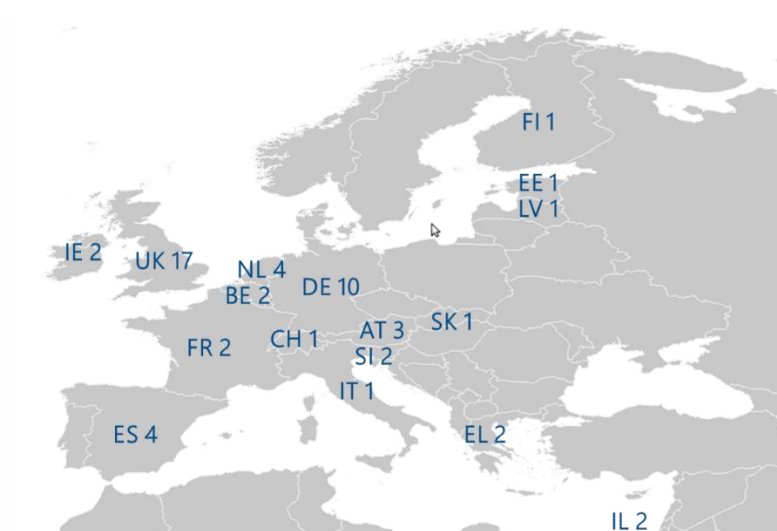 FI 1
EE 1
LV 1
IE 2
UK 17
NL 4
DE 10
BE 2
SK 1
AT 3
CH 1
FR 2
SI 2
IT 1
ES 4
EL 2
IL 2